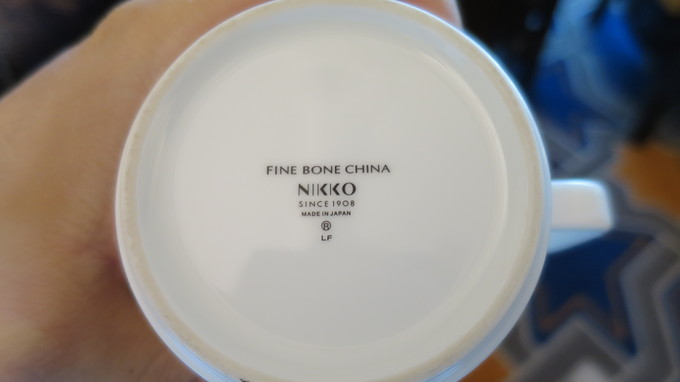 FINE BONE CHINA
NIKKO
SINCE 1908
MADE IN JAPAN
®
LF